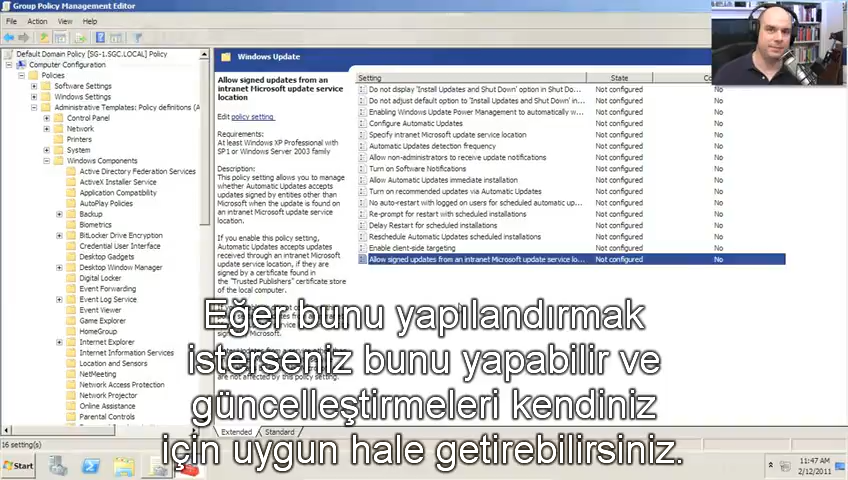 Group Policy Management Editor
File Action View Help
Default Domain Policy [SG-1.SGC.LOCAL] Policy
Computer Configuration
Policies
Software Settings
Windows Settings
Administrative Templates: Policy definitions (A
Control Panel
Network
Printers
System
Windows Components
Active Directory Federation Services
ActiveX Installer Service
Application Compatibility
AutoPlay Policies
Backup
Biometrics
BitLocker Drive Encryption
Credential User Interface
Desktop Gadgets
Desktop Window Manager
Digital Locker
Event Forwarding
Event Log Service
Event Viewer
Game Explorer
HomeGroup
Internet Explorer
Internet Information Services
Location and Sensors
NetMeeting
Network Access Protection
Network Projector
Online Assistance
Parental Controls
Windows Update
Allow signed updates from an
intranet Microsoft update service
location
Edit policy setting
Requirements:
At least Windows XP Professional with
SP1 or Windows Server 2003 family
Description:
This policy setting allows you to manage
whether Automatic Updates accepts
updates signed by entities other than
Microsoft when the update is found on
an intranet Microsoft update service
location.
If you enable this policy setting,
Automatic Updates accepts updates
received through an intranet Microsoft
update service location, if they are
signed by a certificate found in
the "Trusted Publishers" certificate store
of the local computer.
are not affected by this policy setting.
Setting State Co
Do not display 'Install Updates and Shut Down' option in Shut Do... Not configured No
Do not adjust default option to 'Install Updates and Shut Down' in... Not configured No
Enabling Windows Update Power Management to automatically w... Not configured No
Configure Automatic Updates Not configured No
Specify intranet Microsoft update service location Not configured No
Automatic Updates detection frequency Not configured No
Allow non-administrators to receive update notifications Not configured No
Turn on Software Notifications Not configured No
Allow Automatic Updates immediate installation Not configured No
Turn on recommended updates via Automatic Updates Not configured No
No auto-restart with logged on users for scheduled automatic up... Not configured No
Re-prompt for restart with scheduled installations Not configured No
Delay Restart for scheduled installations Not configured No
Reschedule Automatic Updates scheduled installations Not configured No
Enable client-side targeting Not configured No
Allow signed updates from an intranet Microsoft update service lo... Not configured No
Eğer bunu yapılandırmak
isterseniz bunu yapabilir ve
güncelleştirmeleri kendiniz
için uygun hale getirebilirsiniz.
Extended Standard
16 setting(s)
Start
11:47 AM
2/12/2011